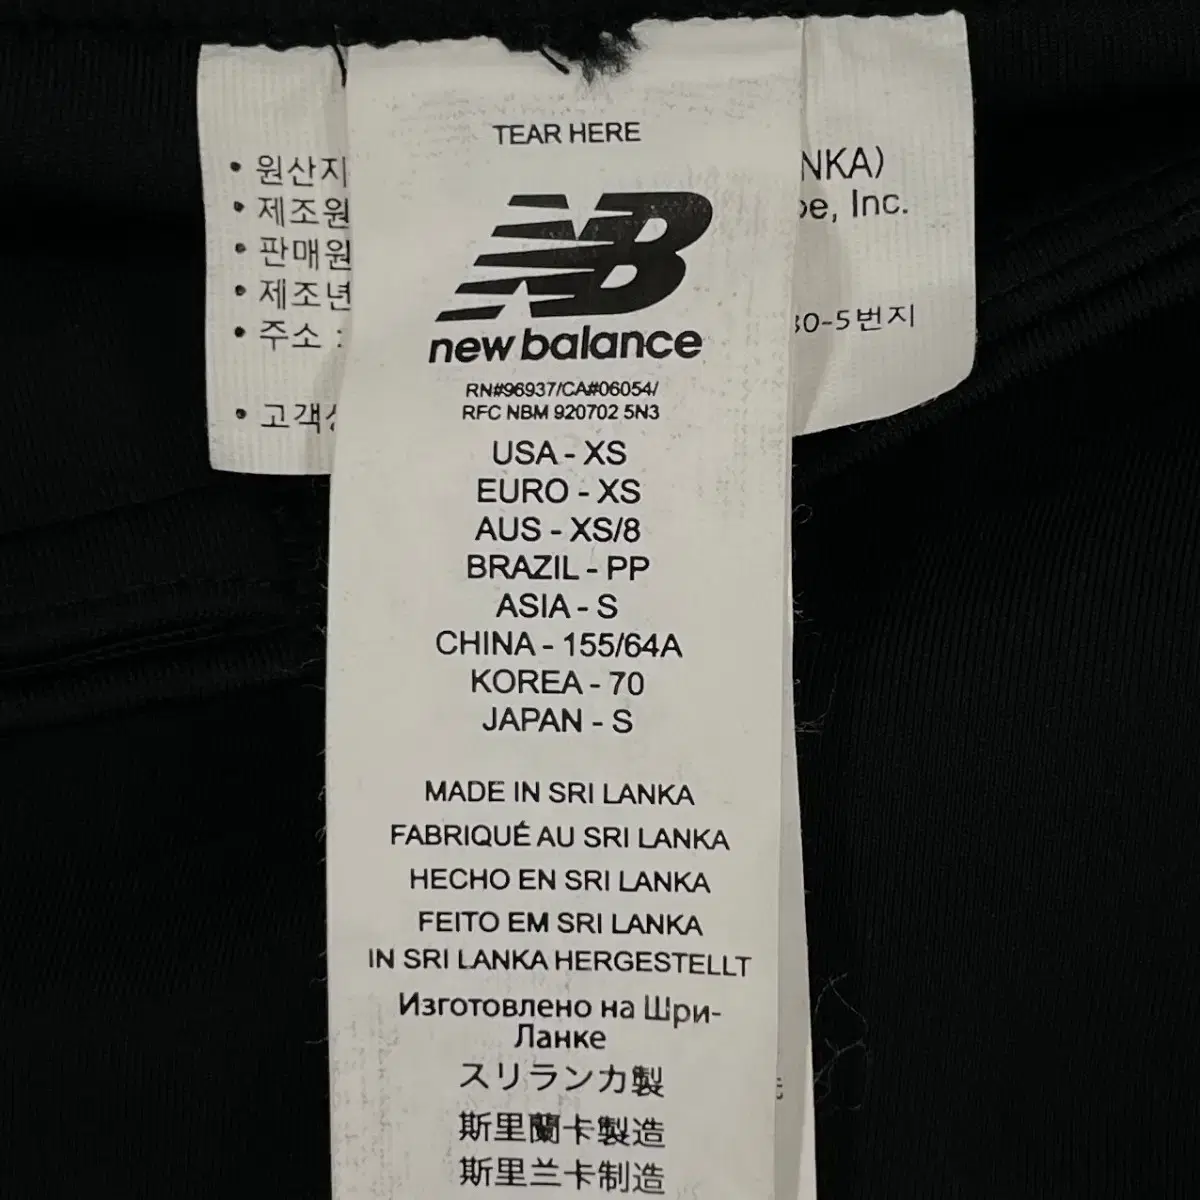 TEAR HERE
NB
new balance
RN#96937/CA#06054/
RFC NBM 920702 5N3
USA - XS
EURO - XS
AUS - XS/8
BRAZIL - PP
ASIA - S
CHINA - 155/64A
KOREA - 70
JAPAN - S
MADE IN SRI LANKA
FABRIQUÉ AU SRI LANKA
HECHO EN SRI LANKA
FEITO EM SRI LANKA
IN SRI LANKA HERGESTELLT
Изготовлено на Шри-
Ланке
スリランカ製
斯里蘭卡製造
斯里兰卡制造
• 원산지
• 제조원
• 판매원
• 제조년
• 주소 :
• 고객
NKA)
, Inc.
-5번지